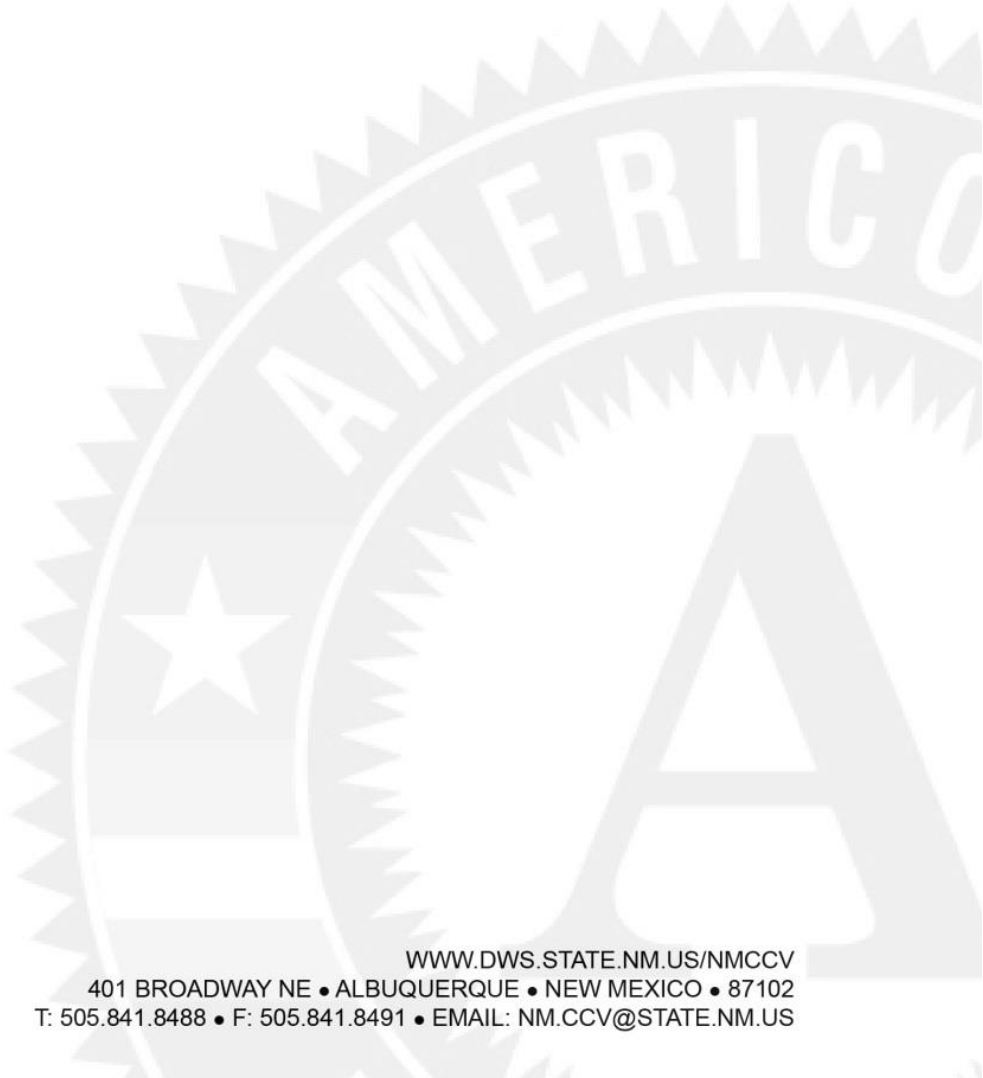 AMERICO
A
WWW.DWS.STATE.NM.US/NMCCV
401 BROADWAY NE • ALBUQUERQUE • NEW MEXICO • 87102
T: 505.841.8488 • F: 505.841.8491 • EMAIL: NM.CCV@STATE.NM.US